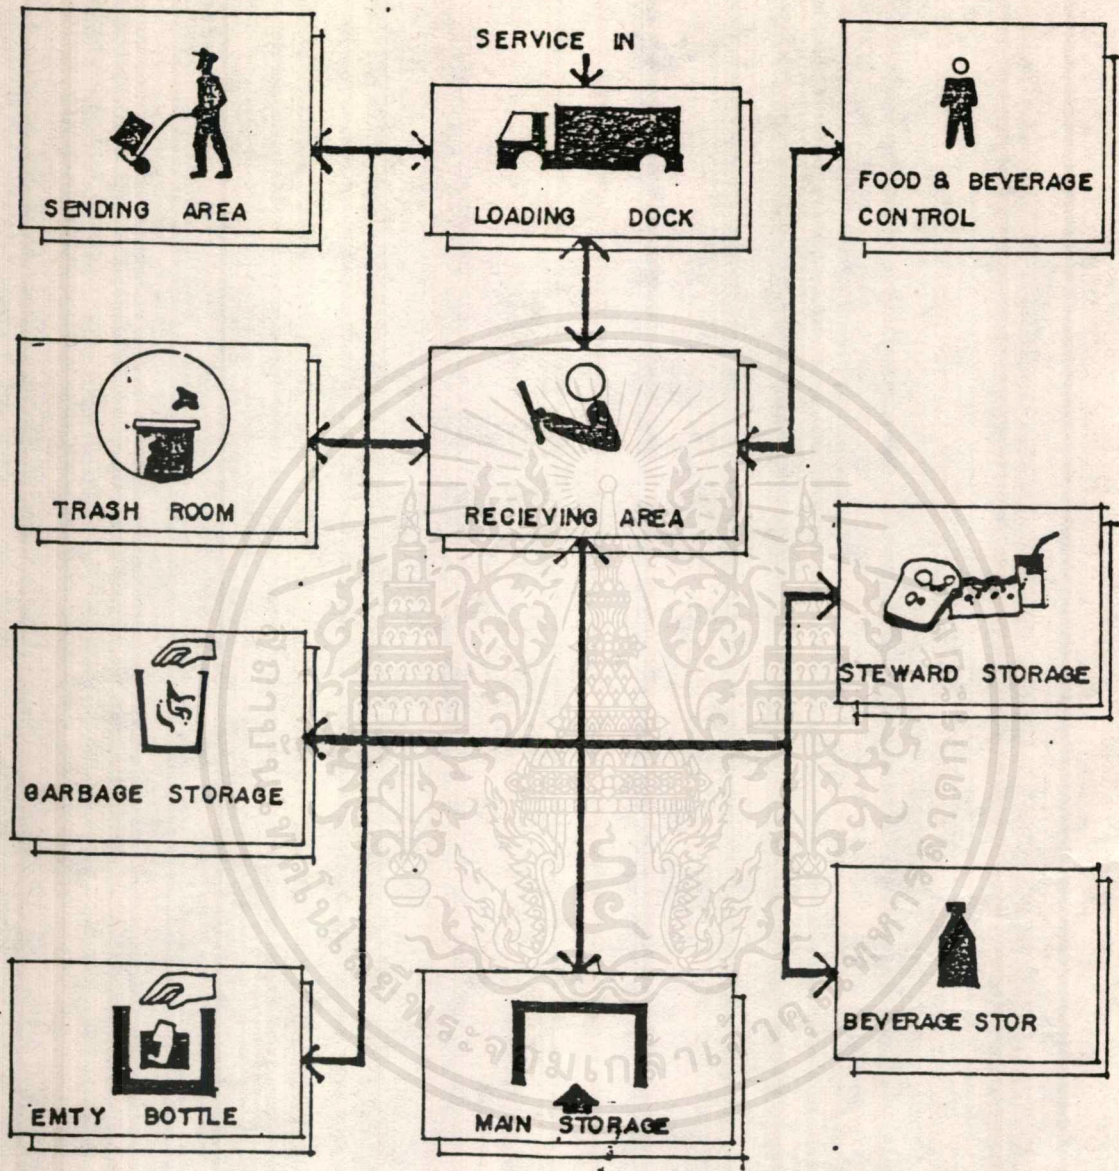 SERVICE IN
SENDING AREA
LOADING DOCK
FOOD & BEVERAGE
CONTROL
TRASH ROOM
RECIEVING AREA
STEWARD STORAGE
GARBAGE STORAGE
BEVERAGE STOR
EMTY BOTTLE
MAIN STORAGE